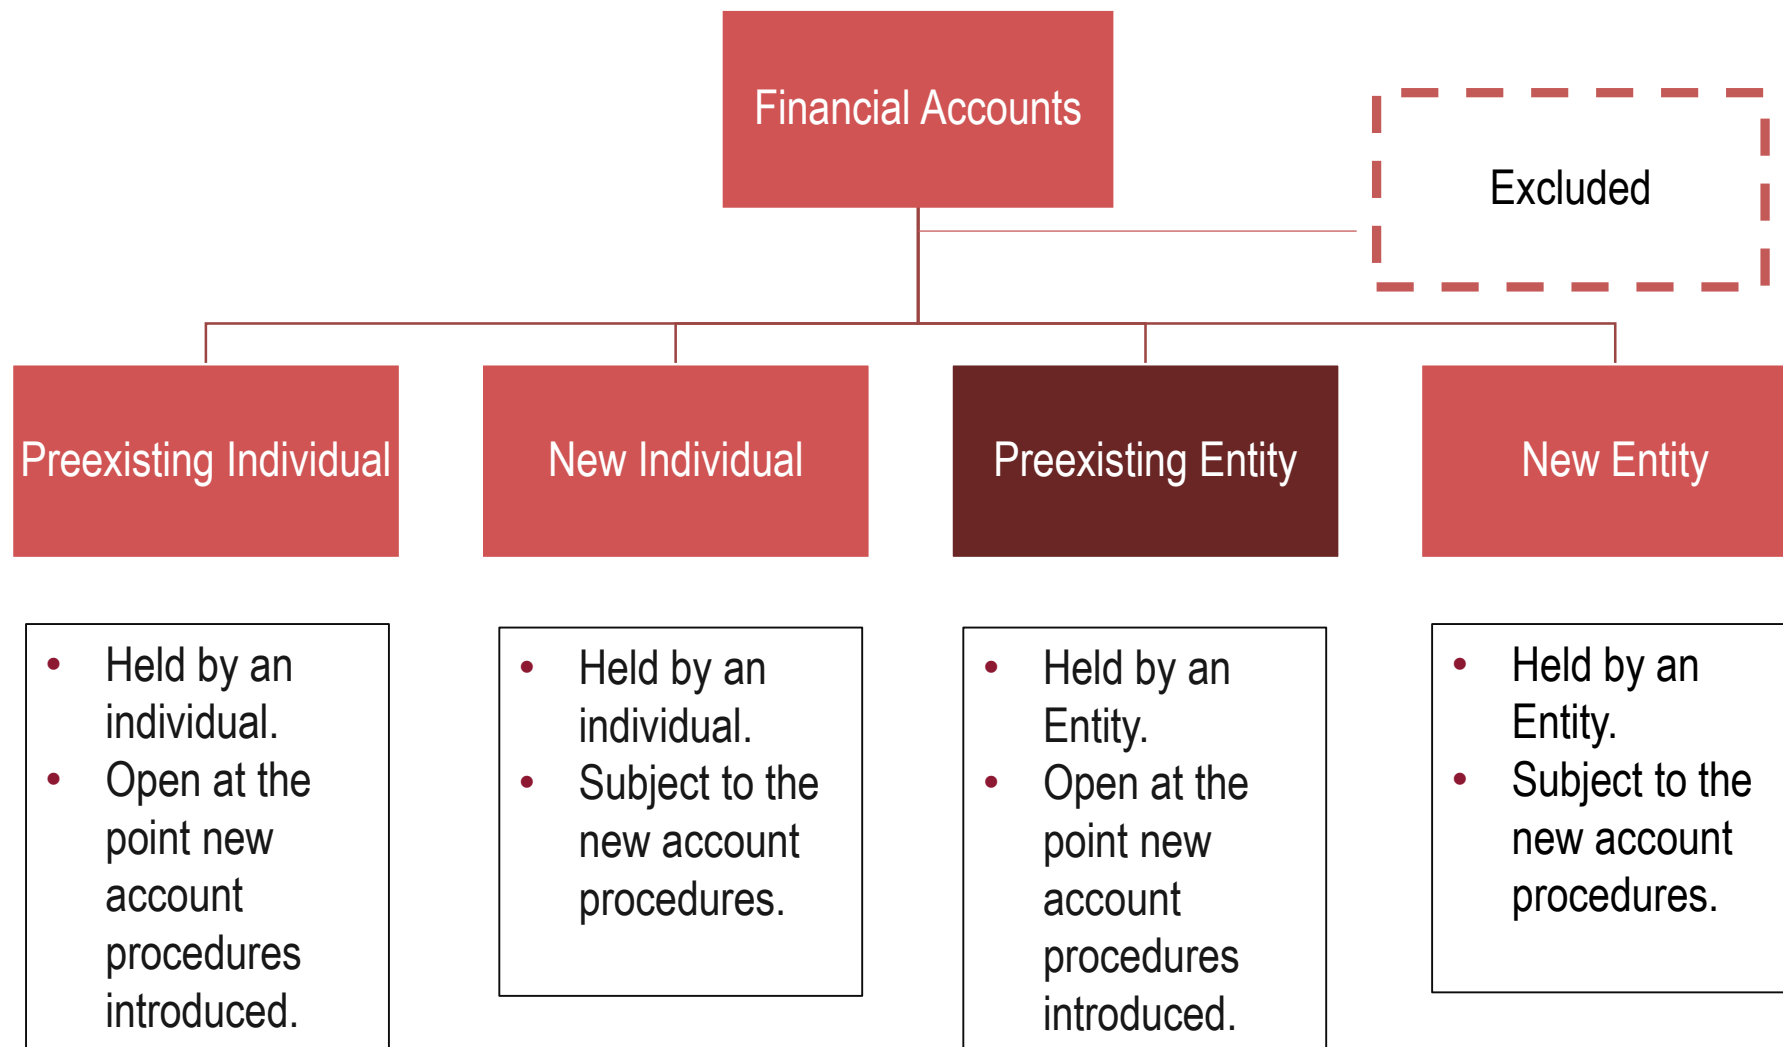 Financial Accounts
Excluded
Preexisting Individual
New Individual
Preexisting Entity
New Entity
• Held by an
individual.
• Open at the
point new
account
procedures
introduced.
• Held by an
individual.
• Subject to the
new account
procedures.
• Held by an
Entity.
• Open at the
point new
account
procedures
introduced.
• Held by an
Entity.
• Subject to the
new account
procedures.